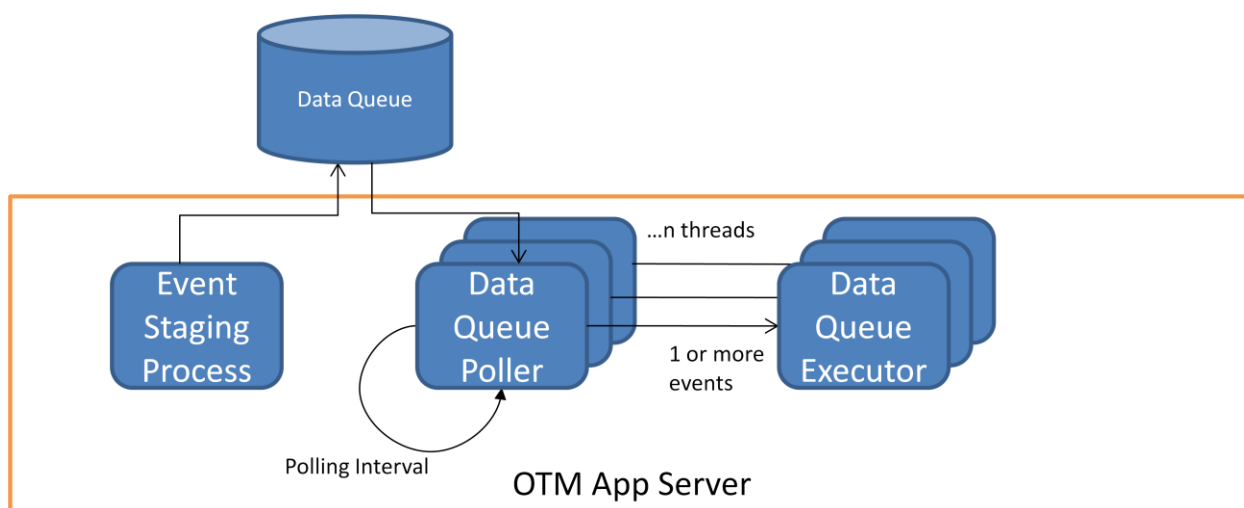 Data Queue
...n threads
Event
Staging
Process
Data
Queue
Poller
1 or more
events
Data
Queue
Executor
Polling Interval
OTM App Server